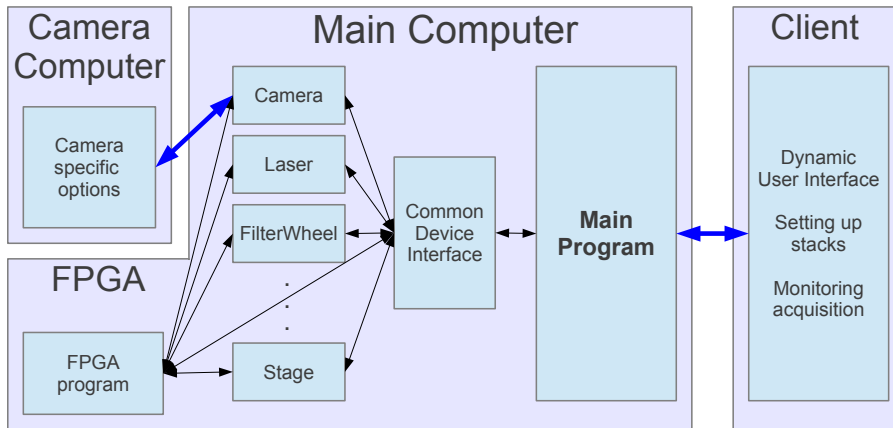 Camera
Computer
Camera
specific
options
Main Computer
Camera
Laser
FilterWheel
.
.
.
Stage
Common
Device
Interface
Main
Program
FPGA
FPGA
program
Client
Dynamic
User Interface
Setting up
stacks
Monitoring
acquisition